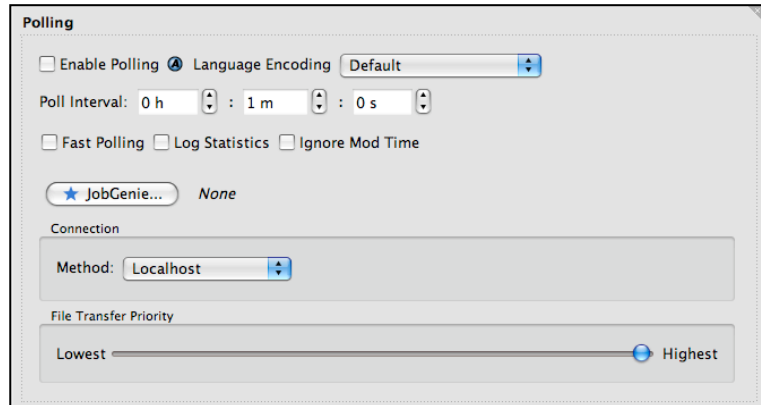 Polling
Enable Polling A Language Encoding Default
Poll Interval: 0 h : 1 m : 0 s
Fast Polling Log Statistics Ignore Mod Time
JobGenie... None
Connection
Method: Localhost
File Transfer Priority
Lowest Highest